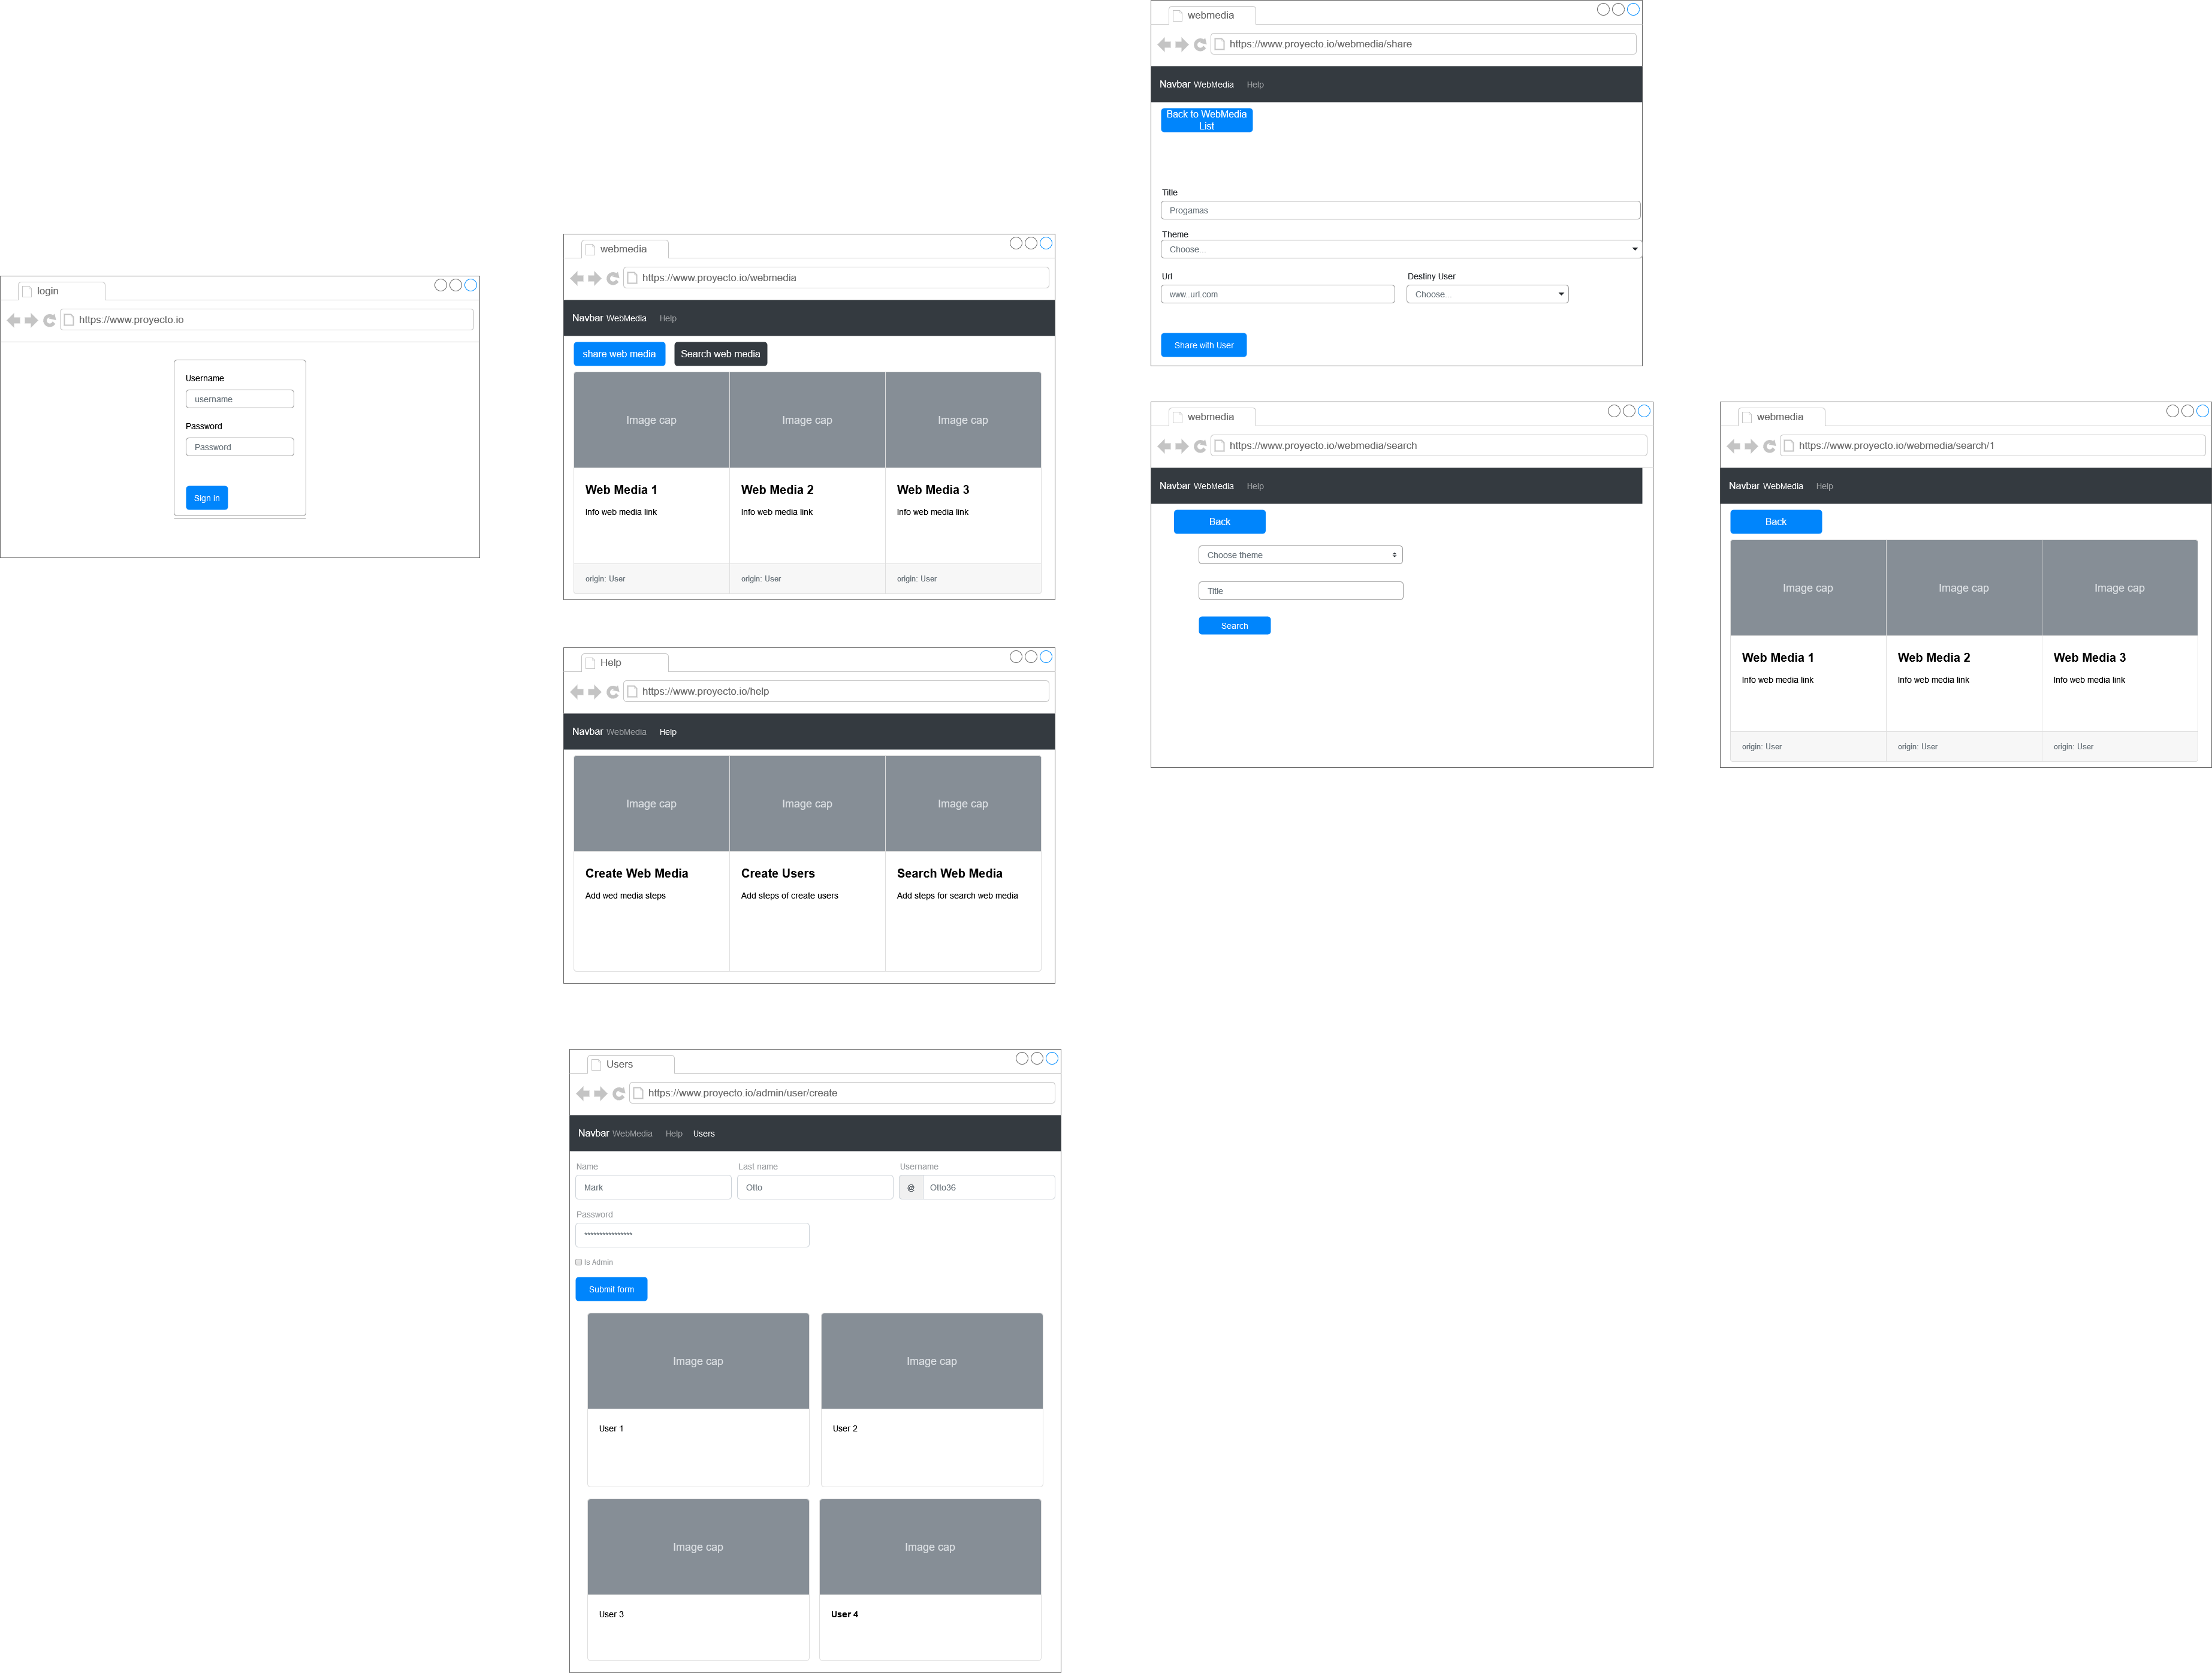 login
https://www.proyecto.io
Username
username
Password
Password
Sign in
webmedia
https://www.proyecto.io/webmedia
Navbar WebMedia Help
share web media Search web media
Image cap Image cap Image cap
Web Media 1 Web Media 2 Web Media 3
Info web media link Info web media link Info web media link
origin: User origin: User origin: User
Help
https://www.proyecto.io/help
Navbar WebMedia Help
Image cap Image cap Image cap
Create Web Media Create Users Search Web Media
Add wed media steps Add steps of create users Add steps for search web media
Users
https://www.proyecto.io/admin/user/create
Navbar WebMedia Help Users
Name Last name Username
Mark Otto @ Otto36
Password
****************
Is Admin
Submit form
Image cap Image cap
User 1 User 2
Image cap Image cap
User 3 User 4
webmedia
https://www.proyecto.io/webmedia/share
Navbar WebMedia Help
Back to WebMedia
List
Title
Progamas
Theme
Choose...
Url Destiny User
www..url.com Choose...
Share with User
webmedia
https://www.proyecto.io/webmedia/search
Navbar WebMedia Help
Back
Choose theme
Title
Search
webmedia
https://www.proyecto.io/webmedia/search/1
Navbar WebMedia Help
Back
Image cap Image cap Image cap
Web Media 1 Web Media 2 Web Media 3
Info web media link Info web media link Info web media link
origin: User origin: User origin: User